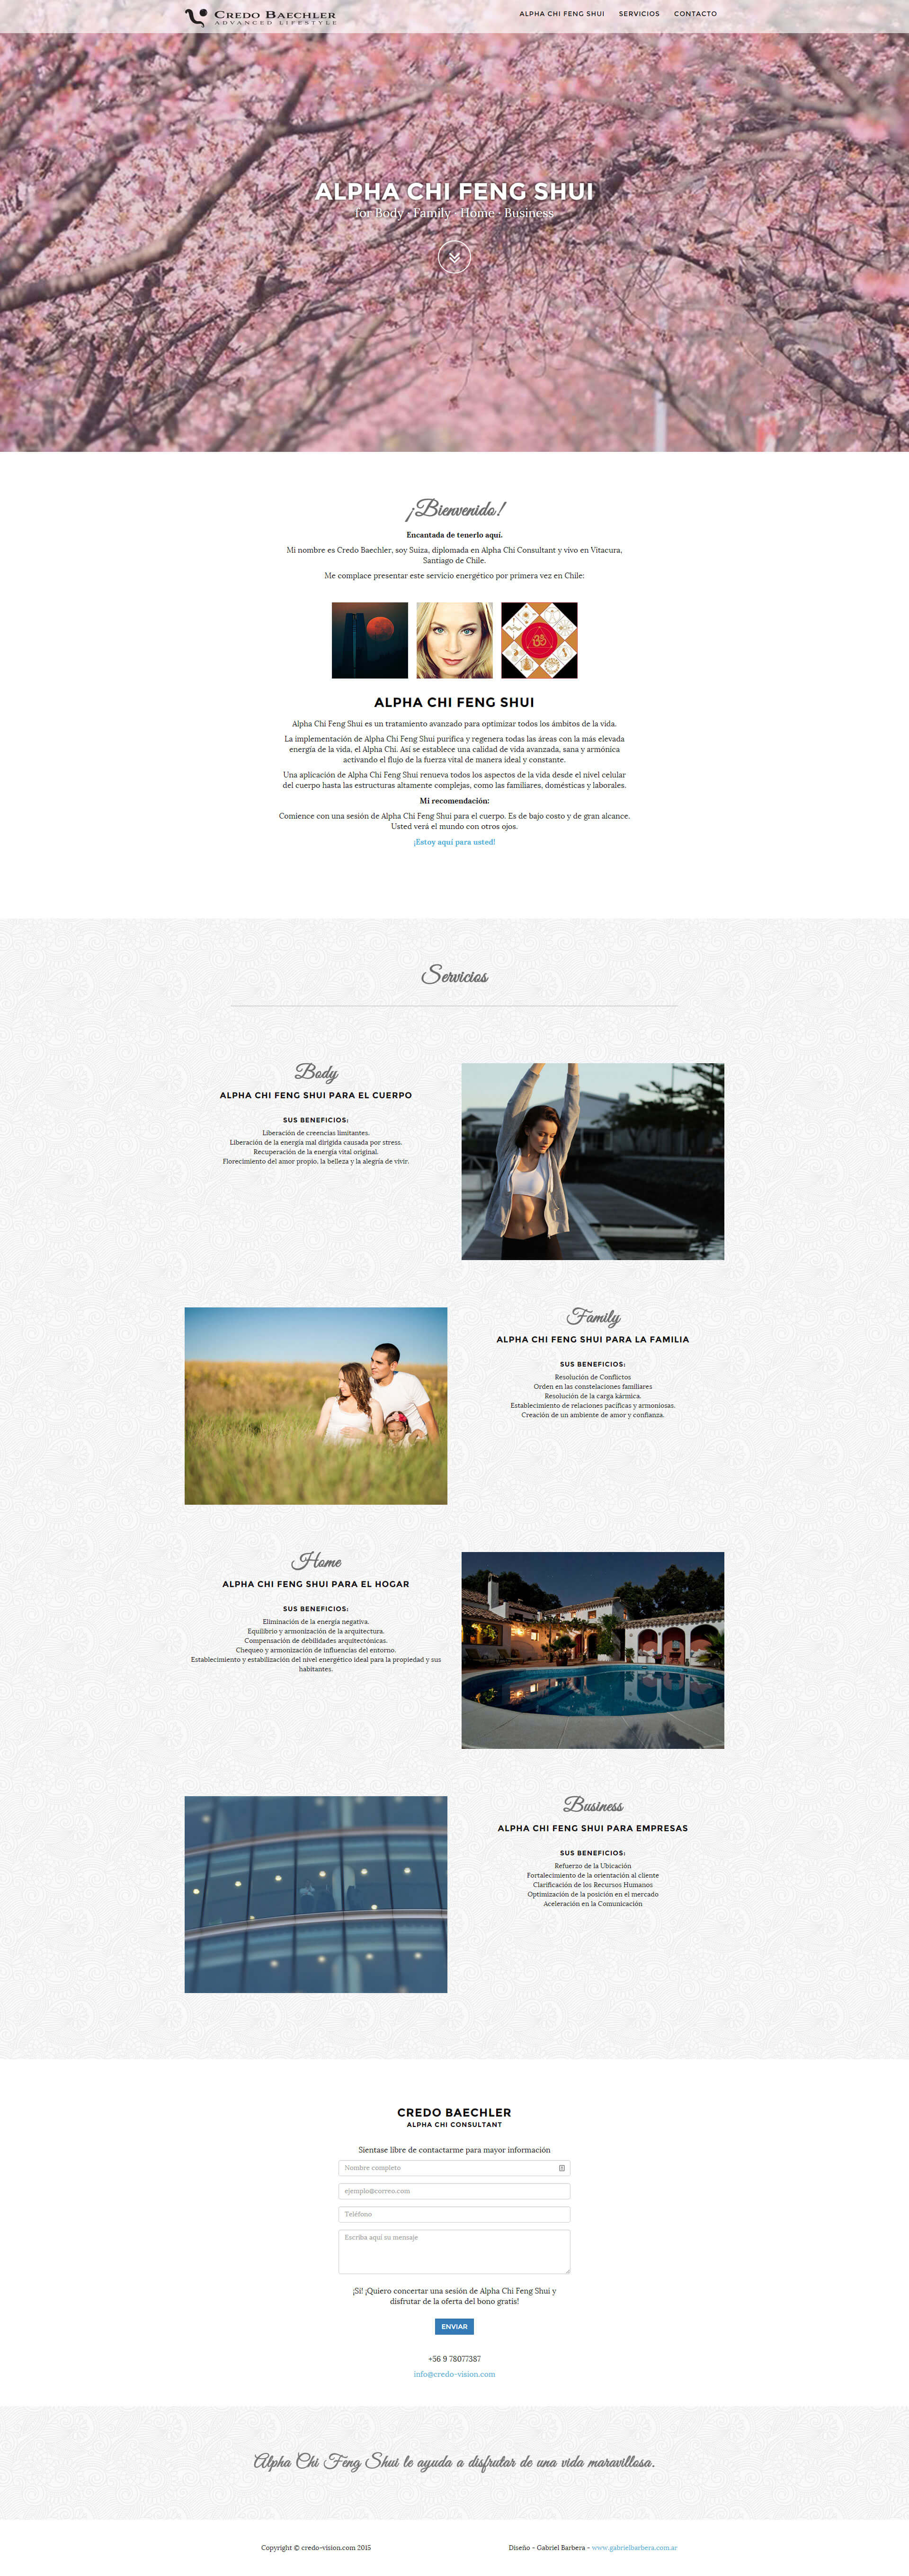 CREDO BAECHLER
ADVANCED LIFESTYLE
ALPHA CHI FENG SHUI
SERVICIOS
CONTACTO
ALPHA CHI FENG SHUI
for Body · Family · Home · Business
¡Bienvenido!
Encantada de tenerlo aquí.
Mi nombre es Credo Baechler, soy Suiza, diplomada en Alpha Chi Consultant y vivo en Vitacura,
Santiago de Chile.
Me complace presentar este servicio energético por primera vez en Chile:
ALPHA CHI FENG SHUI
Alpha Chi Feng Shui es un tratamiento avanzado para optimizar todos los ámbitos de la vida.
La implementación de Alpha Chi Feng Shui purifica y regenera todas las áreas con la más elevada
energía de la vida, el Alpha Chi. Así se establece una calidad de vida avanzada, sana y armónica
activando el flujo de la fuerza vital de manera ideal y constante.
Una aplicación de Alpha Chi Feng Shui renueva todos los aspectos de la vida desde el nivel celular
del cuerpo hasta las estructuras altamente complejas, como las familiares, domésticas y laborales.
Mi recomendación:
Comience con una sesión de Alpha Chi Feng Shui para el cuerpo. Es de bajo costo y de gran alcance.
Usted verá el mundo con otros ojos.
¡Estoy aquí para usted!
Servicios
Body
ALPHA CHI FENG SHUI PARA EL CUERPO
SUS BENEFICIOS:
Liberación de creencias limitantes.
Liberación de la energía mal dirigida causada por stress.
Recuperación de la energía vital original.
Florecimiento del amor propio, la belleza y la alegría de vivir.
Family
ALPHA CHI FENG SHUI PARA LA FAMILIA
SUS BENEFICIOS:
Resolución de Conflictos
Orden en las constelaciones familiares
Resolución de la carga kármica.
Establecimiento de relaciones pacíficas y armoniosas.
Creación de un ambiente de amor y confianza.
Home
ALPHA CHI FENG SHUI PARA EL HOGAR
SUS BENEFICIOS:
Eliminación de la energía negativa.
Equilibrio y armonización de la arquitectura.
Compensación de debilidades arquitectónicas.
Chequeo y armonización de influencias del entorno.
Establecimiento y estabilización del nivel energético ideal para la propiedad y sus
habitantes.
Business
ALPHA CHI FENG SHUI PARA EMPRESAS
SUS BENEFICIOS:
Refuerzo de la Ubicación
Fortalecimiento de la orientación al cliente
Clarificación de los Recursos Humanos
Optimización de la posición en el mercado
Aceleración en la Comunicación
CREDO BAECHLER
ALPHA CHI CONSULTANT
Sientase libre de contactarme para mayor información
Nombre completo
ejemplo@correo.com
Teléfono
Escriba aquí su mensaje
¡Sí! ¡Quiero concertar una sesión de Alpha Chi Feng Shui y
disfrutar de la oferta del bono gratis!
ENVIAR
+56 9 78077387
info@credo-vision.com
Alpha Chi Feng Shui le ayuda a disfrutar de una vida maravillosa.
Copyright © credo-vision.com 2015
Diseño - Gabriel Barbera - www.gabrielbarbera.com.ar